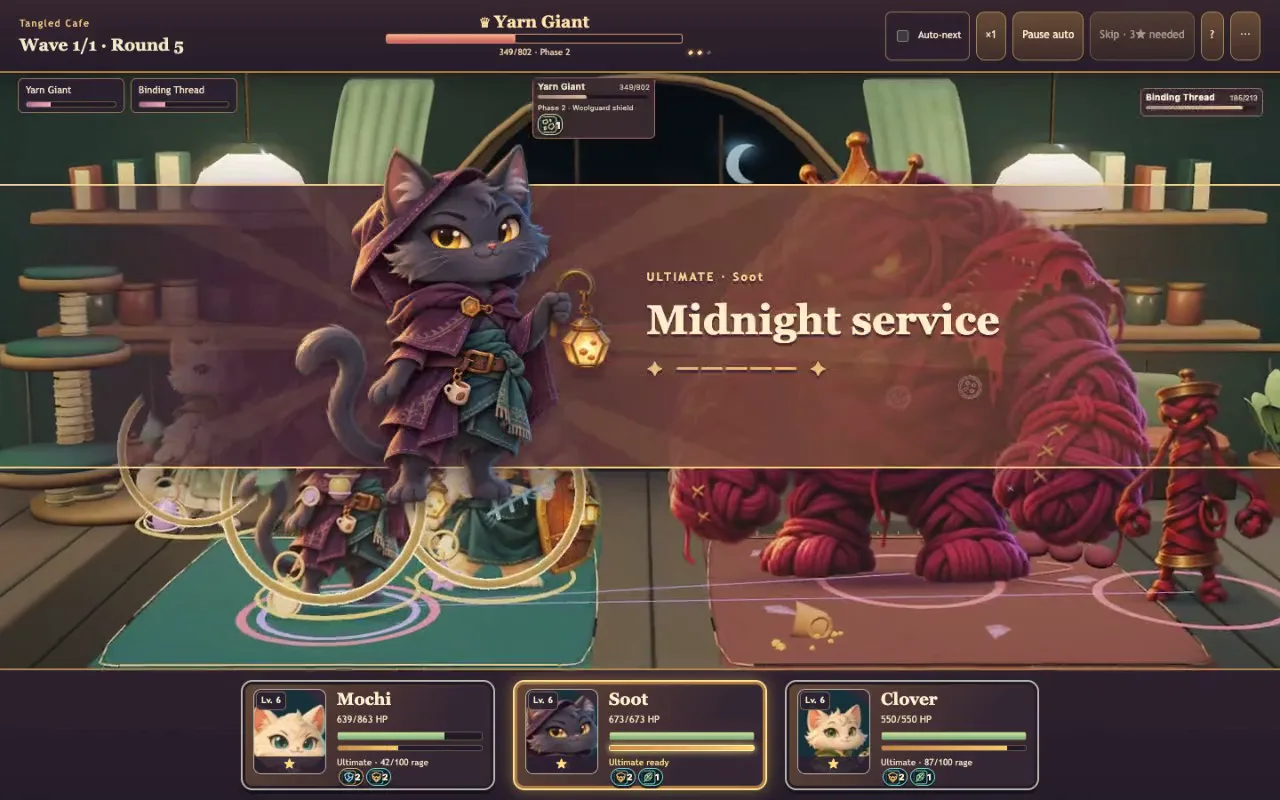 Tangled Cafe
Wave 1/1 · Round 5
♛ Yarn Giant
349/802 · Phase 2
Auto-next
×1
Pause auto
Skip · 3★ needed
?
...
Yarn Giant
Binding Thread
Yarn Giant 349/802
Phase 2 · Woolguard shield
1
Binding Thread 185/213
ULTIMATE · Soot
Midnight service
Lv. 6
Mochi
639/863 HP
Ultimate · 42/100 rage
2 2
Lv. 6
Soot
673/673 HP
Ultimate ready
2 1
Lv. 6
Clover
550/550 HP
Ultimate · 87/100 rage
2 1